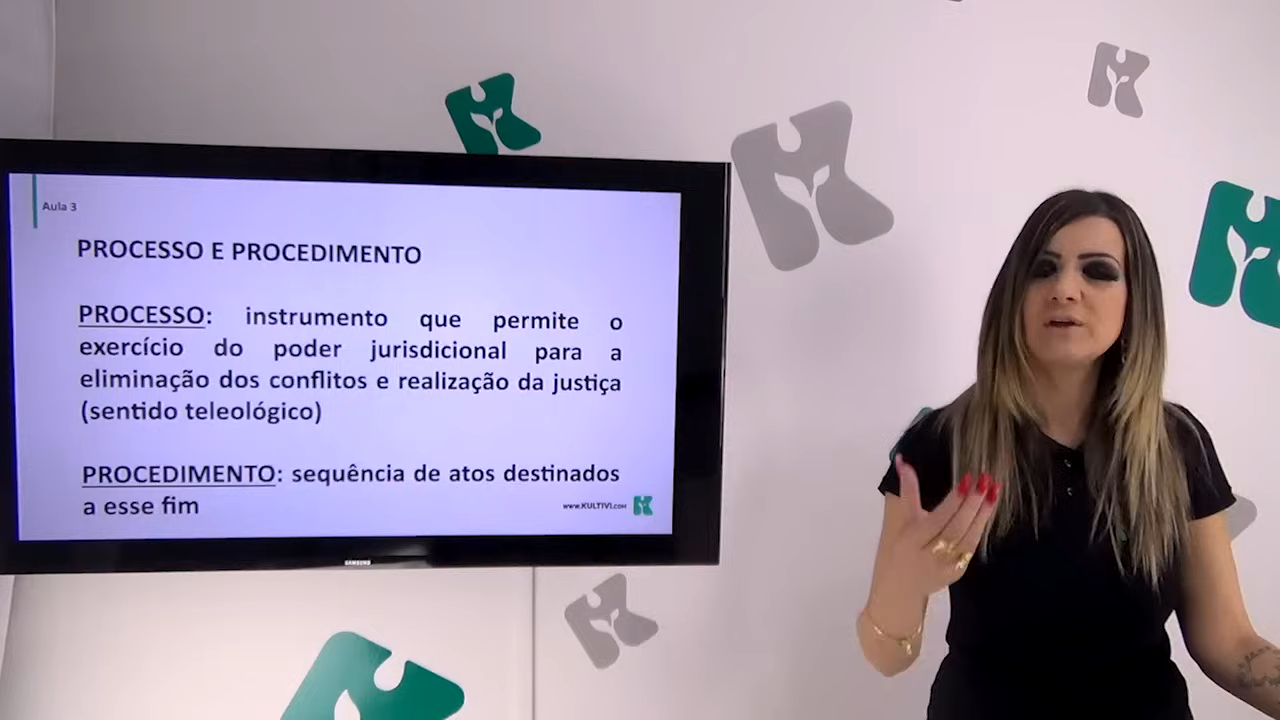 Aula 3
PROCESSO E PROCEDIMENTO
PROCESSO: instrumento que permite o
exercício do poder jurisdicional para a
eliminação dos conflitos e realização da justiça
(sentido teleológico)
PROCEDIMENTO: sequência de atos destinados
a esse fim
www.KULTIVI.com
SAMSUNG